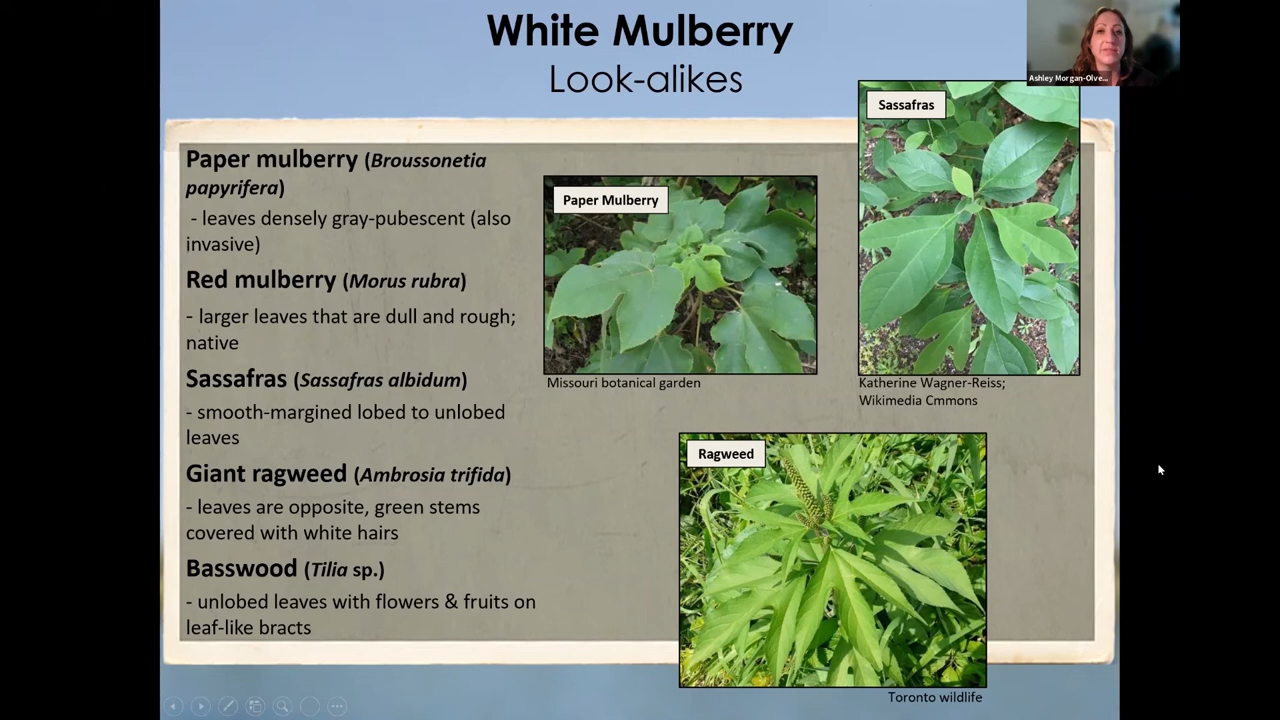 White Mulberry
Look-alikes
Ashley Morgan-Olve...
Paper mulberry (Broussonetia
papyrifera)
- leaves densely gray-pubescent (also
invasive)
Red mulberry (Morus rubra)
- larger leaves that are dull and rough;
native
Sassafras (Sassafras albidum)
- smooth-margined lobed to unlobed
leaves
Giant ragweed (Ambrosia trifida)
- leaves are opposite, green stems
covered with white hairs
Basswood (Tilia sp.)
- unlobed leaves with flowers & fruits on
leaf-like bracts
Paper Mulberry
Missouri botanical garden
Sassafras
Katherine Wagner-Reiss;
Wikimedia Cmmons
Ragweed
Toronto wildlife